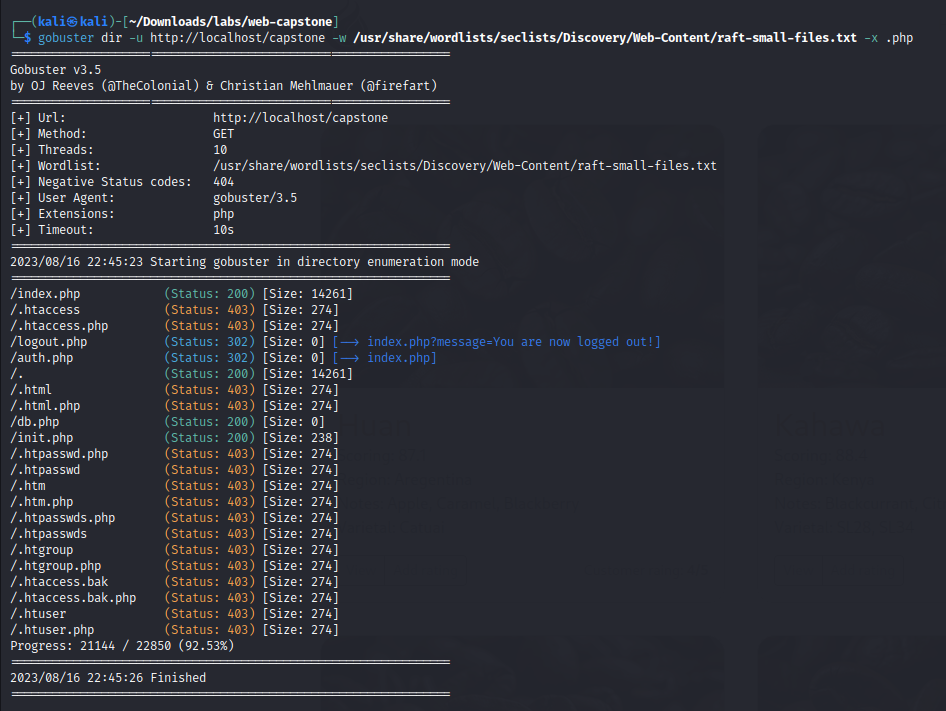 ┌──(kali㉿kali)-[~/Downloads/labs/web-capstone]
└─$ gobuster dir -u http://localhost/capstone -w /usr/share/wordlists/seclists/Discovery/Web-Content/raft-small-files.txt -x .php
===============================================================
Gobuster v3.5
by OJ Reeves (@TheColonial) & Christian Mehlmauer (@firefart)
===============================================================
[+] Url:                     http://localhost/capstone
[+] Method:                  GET
[+] Threads:                 10
[+] Wordlist:                /usr/share/wordlists/seclists/Discovery/Web-Content/raft-small-files.txt
[+] Negative Status codes:   404
[+] User Agent:              gobuster/3.5
[+] Extensions:              php
[+] Timeout:                 10s
===============================================================
2023/08/16 22:45:23 Starting gobuster in directory enumeration mode
===============================================================
/index.php            (Status: 200) [Size: 14261]
/.htaccess            (Status: 403) [Size: 274]
/.htaccess.php        (Status: 403) [Size: 274]
/logout.php           (Status: 302) [Size: 0] [--> index.php?message=You are now logged out!]
/auth.php             (Status: 302) [Size: 0] [--> index.php]
/.                    (Status: 200) [Size: 14261]
/.html                (Status: 403) [Size: 274]
/.html.php            (Status: 403) [Size: 274]
/db.php               (Status: 200) [Size: 0]
/init.php             (Status: 200) [Size: 238]
/.htpasswd.php        (Status: 403) [Size: 274]
/.htpasswd            (Status: 403) [Size: 274]
/.htm                 (Status: 403) [Size: 274]
/.htm.php             (Status: 403) [Size: 274]
/.htpasswds.php       (Status: 403) [Size: 274]
/.htpasswds           (Status: 403) [Size: 274]
/.htgroup             (Status: 403) [Size: 274]
/.htgroup.php         (Status: 403) [Size: 274]
/.htaccess.bak        (Status: 403) [Size: 274]
/.htaccess.bak.php    (Status: 403) [Size: 274]
/.htuser              (Status: 403) [Size: 274]
/.htuser.php          (Status: 403) [Size: 274]
Progress: 21144 / 22850 (92.53%)
===============================================================
2023/08/16 22:45:26 Finished
===============================================================